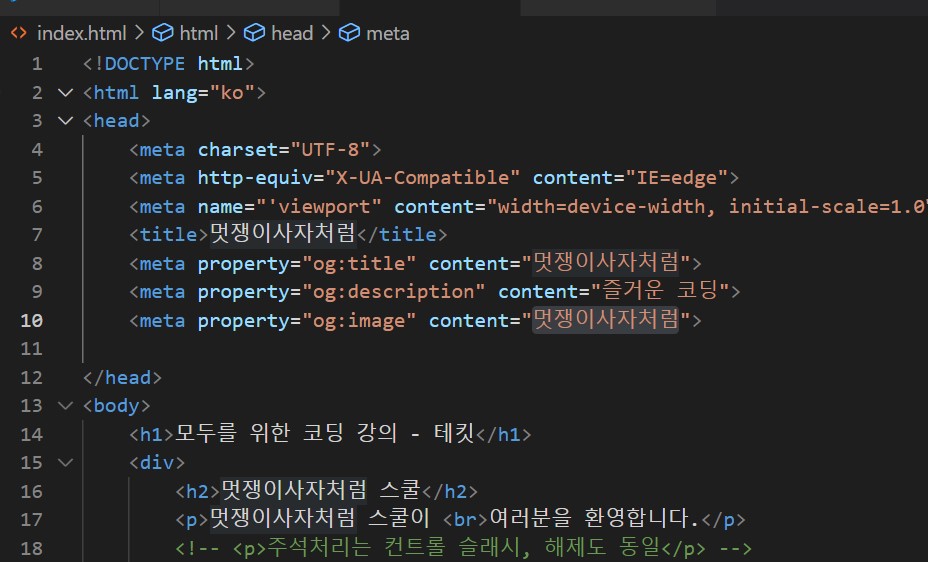 index.html > html > head > meta
1 <!DOCTYPE html>
2 <html lang="ko">
3 <head>
4 <meta charset="UTF-8">
5 <meta http-equiv="X-UA-Compatible" content="IE=edge">
6 <meta name="'viewport" content="width=device-width, initial-scale=1.0"
7 <title>멋쟁이사자처럼</title>
8 <meta property="og:title" content="멋쟁이사자처럼">
9 <meta property="og:description" content="즐거운 코딩">
10 <meta property="og:image" content="멋쟁이사자처럼">
11
12 </head>
13 <body>
14 <h1>모두를 위한 코딩 강의 - 테킷</h1>
15 <div>
16 <h2>멋쟁이사자처럼 스쿨</h2>
17 <p>멋쟁이사자처럼 스쿨이 <br>여러분을 환영합니다.</p>
18 <!-- <p>주석처리는 컨트롤 슬래시, 해제도 동일</p> -->